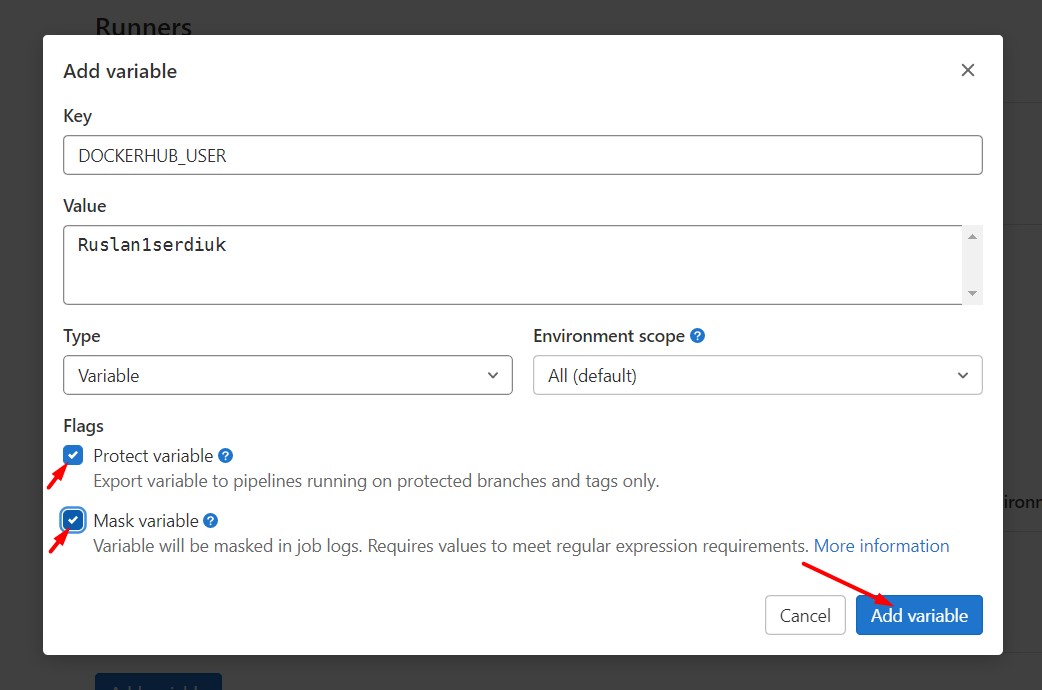 Runners
Add variable
Key
DOCKERHUB_USER
Value
Ruslan1serdiuk
Type
Environment scope
Variable
All (default)
Flags
Protect variable
Export variable to pipelines running on protected branches and tags only.
Mask variable
Variable will be masked in job logs. Requires values to meet regular expression requirements. More information
Cancel
Add variable